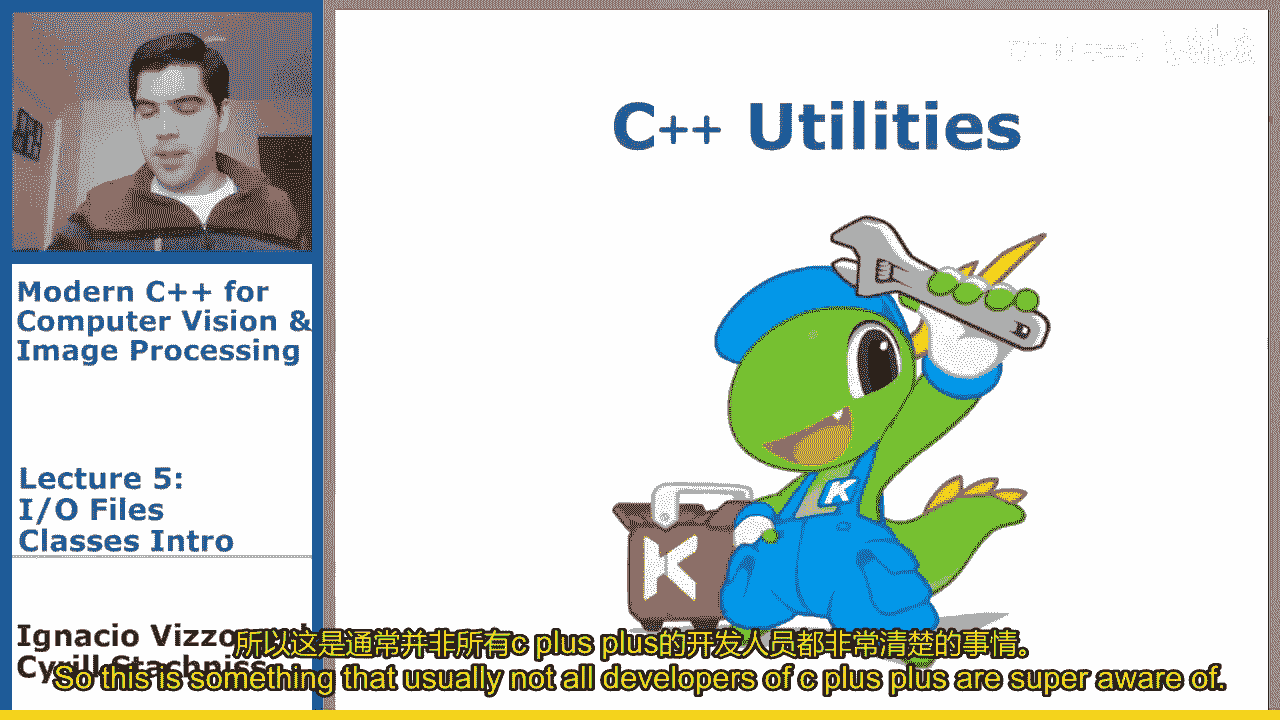 C++ Utilities
Modern C++ for
Computer Vision &
Image Processing
Lecture 5:
I/O Files
Classes Intro
Ignacio
Cyrill Stachniss
K
K
所以这是通常并非所有c plus plus的开发人员都非常清楚的事情。
So this is something that usually not all developers of c plus plus are super aware of.